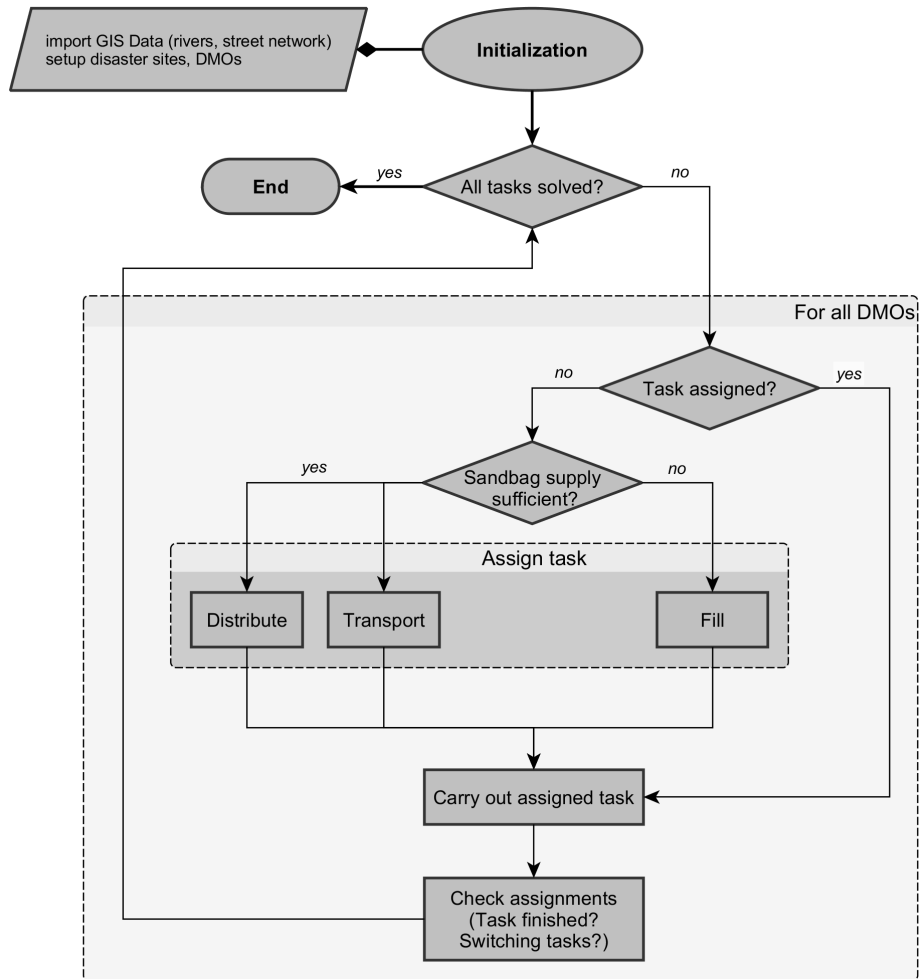 import GIS Data (rivers, street network)
setup disaster sites, DMOs
Initialization
End
yes
All tasks solved?
no
For all DMOs
Task assigned?
no
yes
Sandbag supply
sufficient?
yes
no
Assign task
Distribute
Transport
Fill
Carry out assigned task
Check assignments
(Task finished?
Switching tasks?)